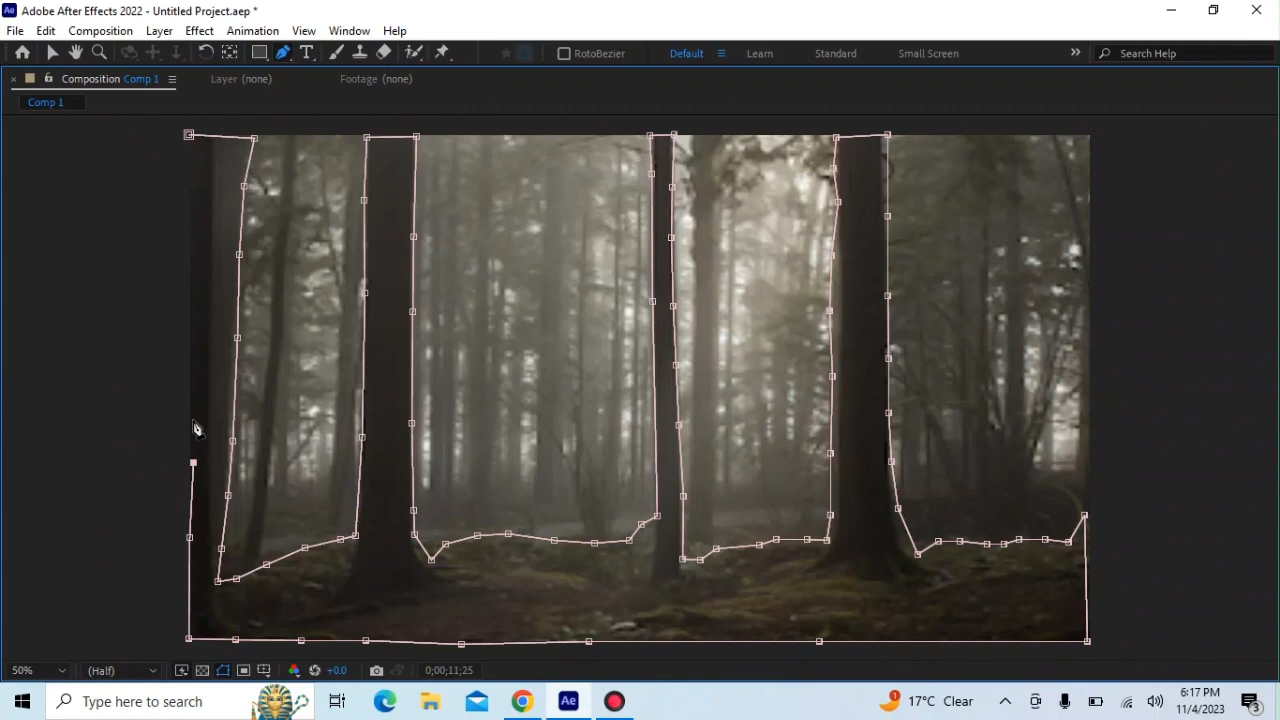 Adobe After Effects 2022 - Untitled Project.aep *
File Edit Composition Layer Effect Animation View Window Help
RotoBezier Default Learn Standard Small Screen Search Help
Composition Comp 1 Layer (none) Footage (none)
Comp 1
50% (Half) +0.0 0;00;11;25
Type here to search 1 17°C Clear 6:17 PM
11/4/2023 3